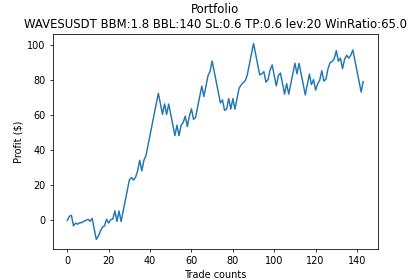 Portfolio
WAVESUSDT BBM:1.8 BBL:140 SL:0.6 TP:0.6 lev:20 WinRatio:65.0
Profit ($)
100
80
60
40
20
0
0 20 40 60 80 100 120 140
Trade counts